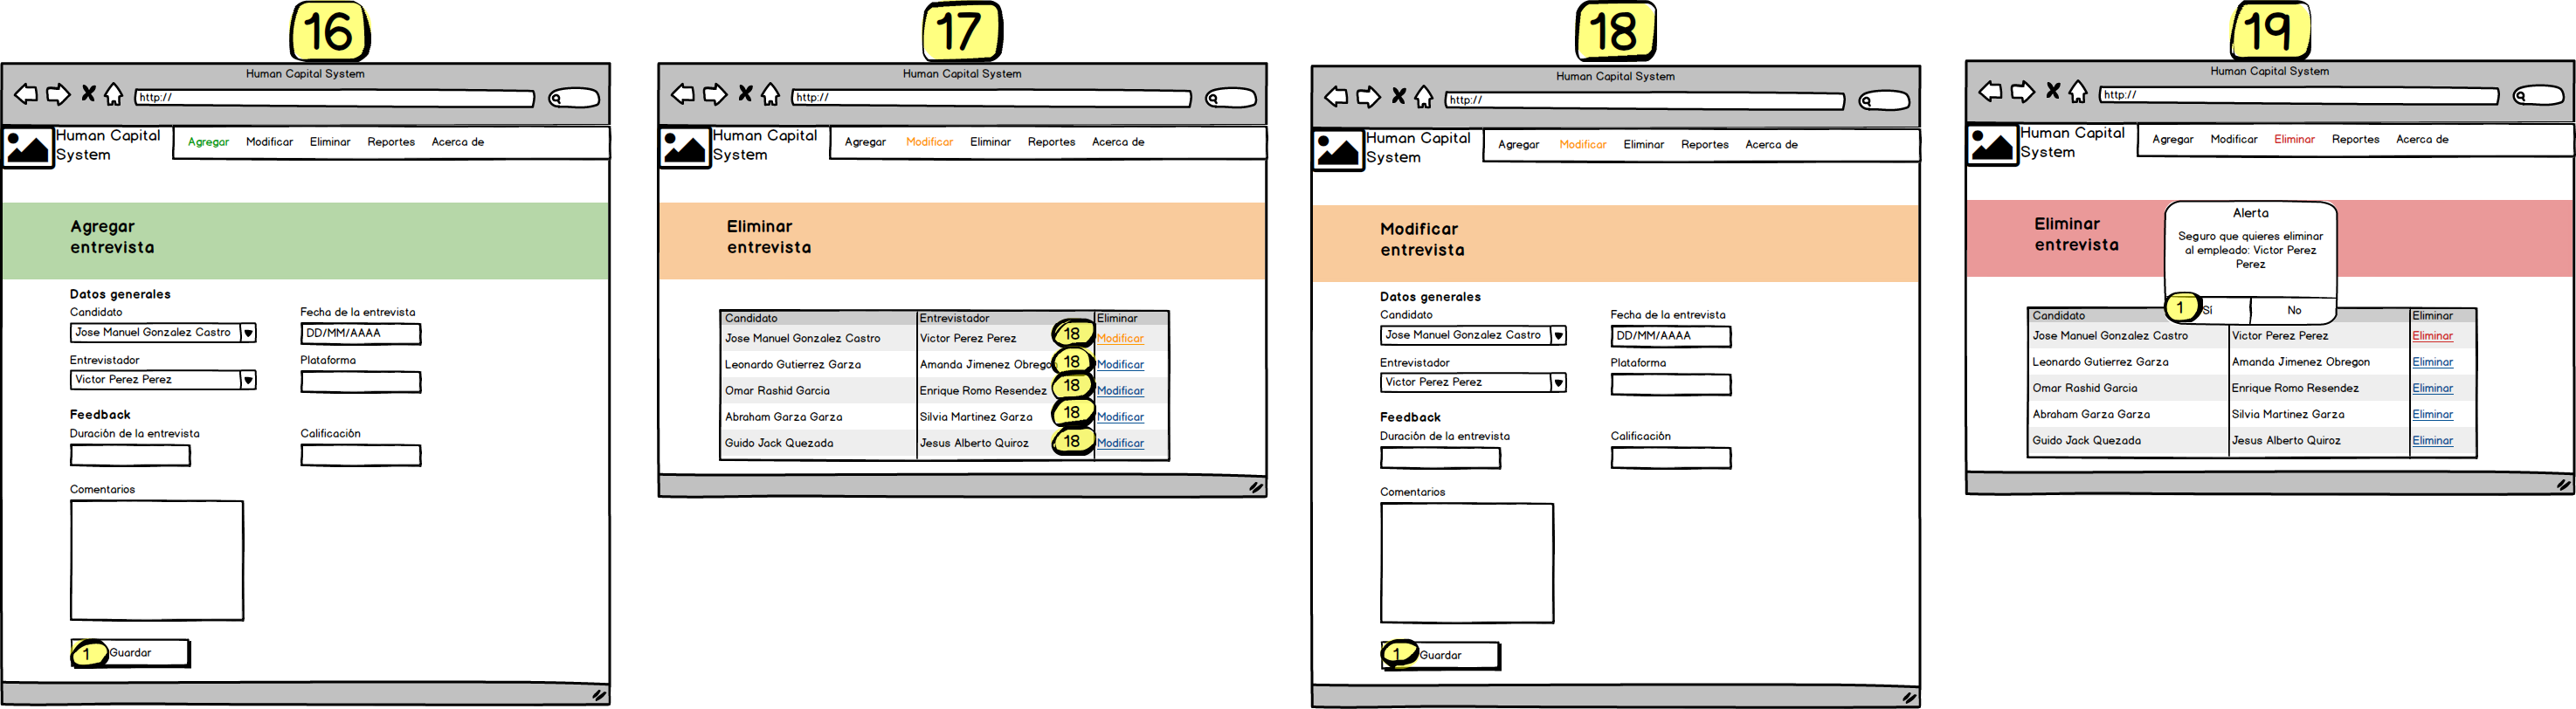 16
Human Capital System
http://
Human Capital
System
Agregar Modificar Eliminar Reportes Acerca de
Agregar
entrevista
Datos generales
Candidato Fecha de la entrevista
Jose Manuel Gonzalez Castro DD/MM/AAAA
Entrevistador Plataforma
Victor Perez Perez
Feedback
Duración de la entrevista Calificación
Comentarios
1 Guardar
17
Human Capital System
http://
Human Capital
System
Agregar Modificar Eliminar Reportes Acerca de
Eliminar
entrevista
Candidato Entrevistador Eliminar
Jose Manuel Gonzalez Castro Victor Perez Perez 18 Modificar
Leonardo Gutierrez Garza Amanda Jimenez Obregon 18 Modificar
Omar Rashid Garcia Enrique Romo Resendez 18 Modificar
Abraham Garza Garza Silvia Martinez Garza 18 Modificar
Guido Jack Quezada Jesus Alberto Quiroz 18 Modificar
18
Human Capital System
http://
Human Capital
System
Agregar Modificar Eliminar Reportes Acerca de
Modificar
entrevista
Datos generales
Candidato Fecha de la entrevista
Jose Manuel Gonzalez Castro DD/MM/AAAA
Entrevistador Plataforma
Victor Perez Perez
Feedback
Duración de la entrevista Calificación
Comentarios
1 Guardar
19
Human Capital System
http://
Human Capital
System
Agregar Modificar Eliminar Reportes Acerca de
Eliminar
entrevista
Alerta
Seguro que quieres eliminar
al empleado: Victor Perez
Perez
1 Sí No
Candidato Eliminar
Jose Manuel Gonzalez Castro Victor Perez Perez Eliminar
Leonardo Gutierrez Garza Amanda Jimenez Obregon Eliminar
Omar Rashid Garcia Enrique Romo Resendez Eliminar
Abraham Garza Garza Silvia Martinez Garza Eliminar
Guido Jack Quezada Jesus Alberto Quiroz Eliminar